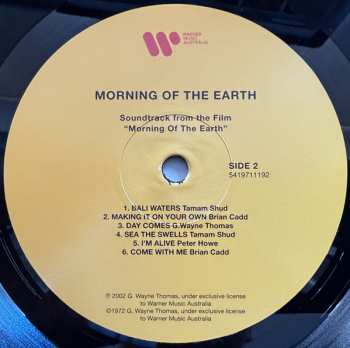 WARNER
MUSIC
AUSTRALIA
MORNING OF THE EARTH
Soundtrack from the Film
"Morning Of The Earth"
SIDE 2
5419711192
1. BALI WATERS Tamam Shud
2. MAKING IT ON YOUR OWN Brian Cadd
3. DAY COMES G.Wayne Thomas
4. SEA THE SWELLS Tamam Shud
5. I'M ALIVE Peter Howe
6. COME WITH ME Brian Cadd
℗ 2002 G. Wayne Thomas, under exclusive license
to Warner Music Australia
©1972 G. Wayne Thomas, under exclusive license
to Warner Music Australia